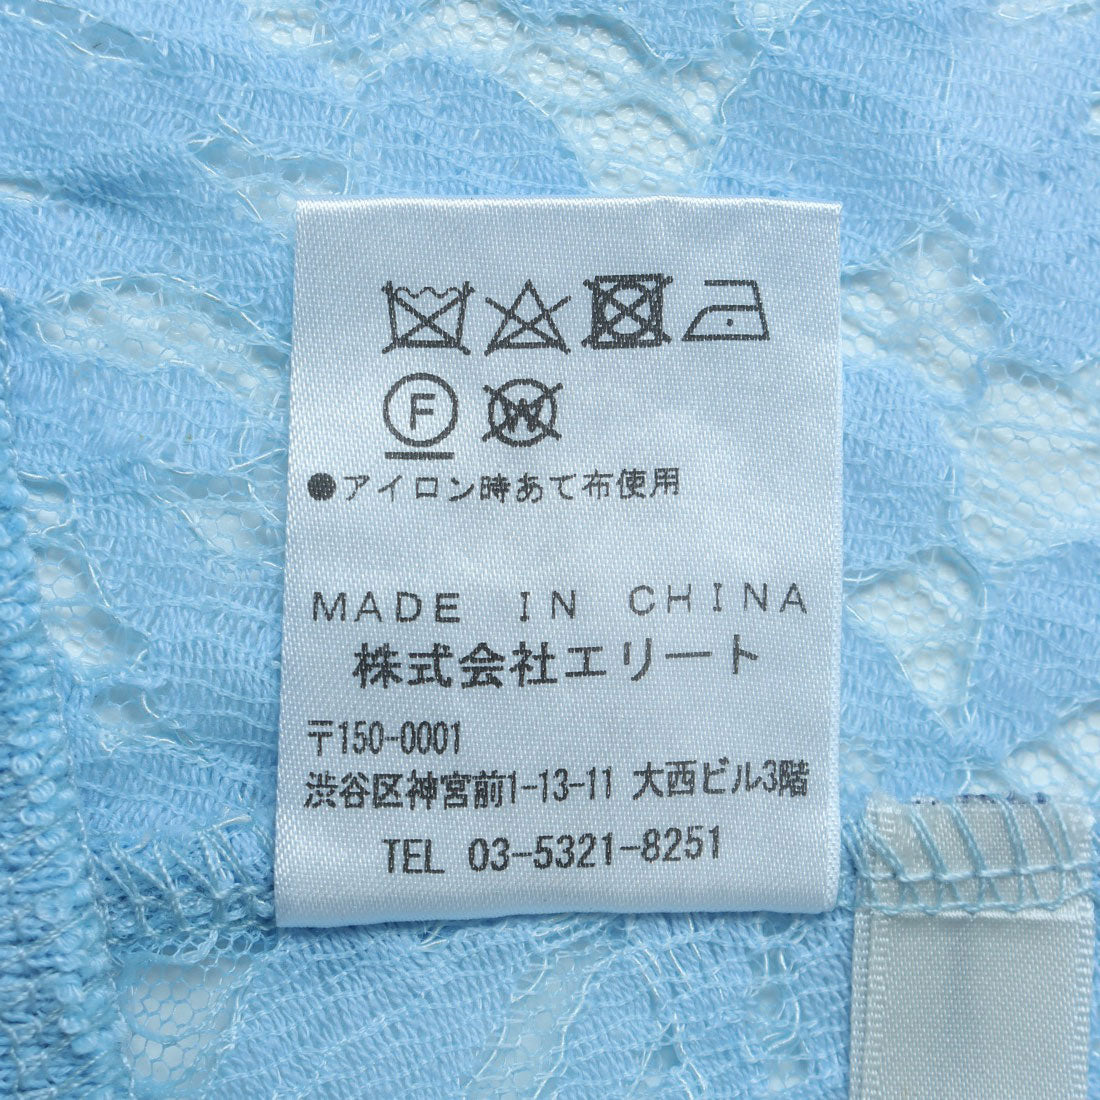 F W
●アイロン時あて布使用
MADE IN CHINA
株式会社エリート
〒150-0001
渋谷区神宮前1-13-11 大西ビル3階
TEL 03-5321-8251